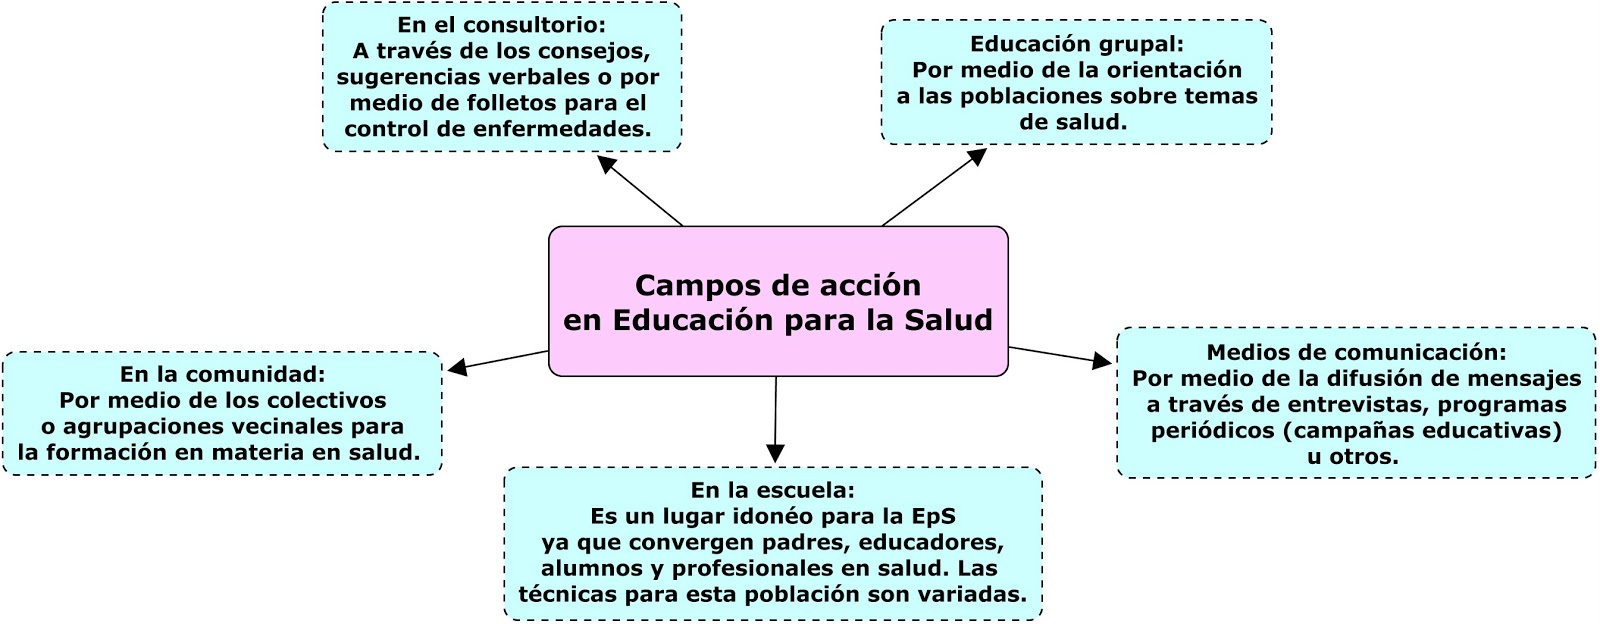 En el consultorio:
A través de los consejos,
sugerencias verbales o por
medio de folletos para el
control de enfermedades.
Educación grupal:
Por medio de la orientación
a las poblaciones sobre temas
de salud.
Campos de acción
en Educación para la Salud
En la comunidad:
Por medio de los colectivos
o agrupaciones vecinales para
la formación en materia en salud.
Medios de comunicación:
Por medio de la difusión de mensajes
a través de entrevistas, programas
periódicos (campañas educativas)
u otros.
En la escuela:
Es un lugar idonéo para la EpS
ya que convergen padres, educadores,
alumnos y profesionales en salud. Las
técnicas para esta población son variadas.